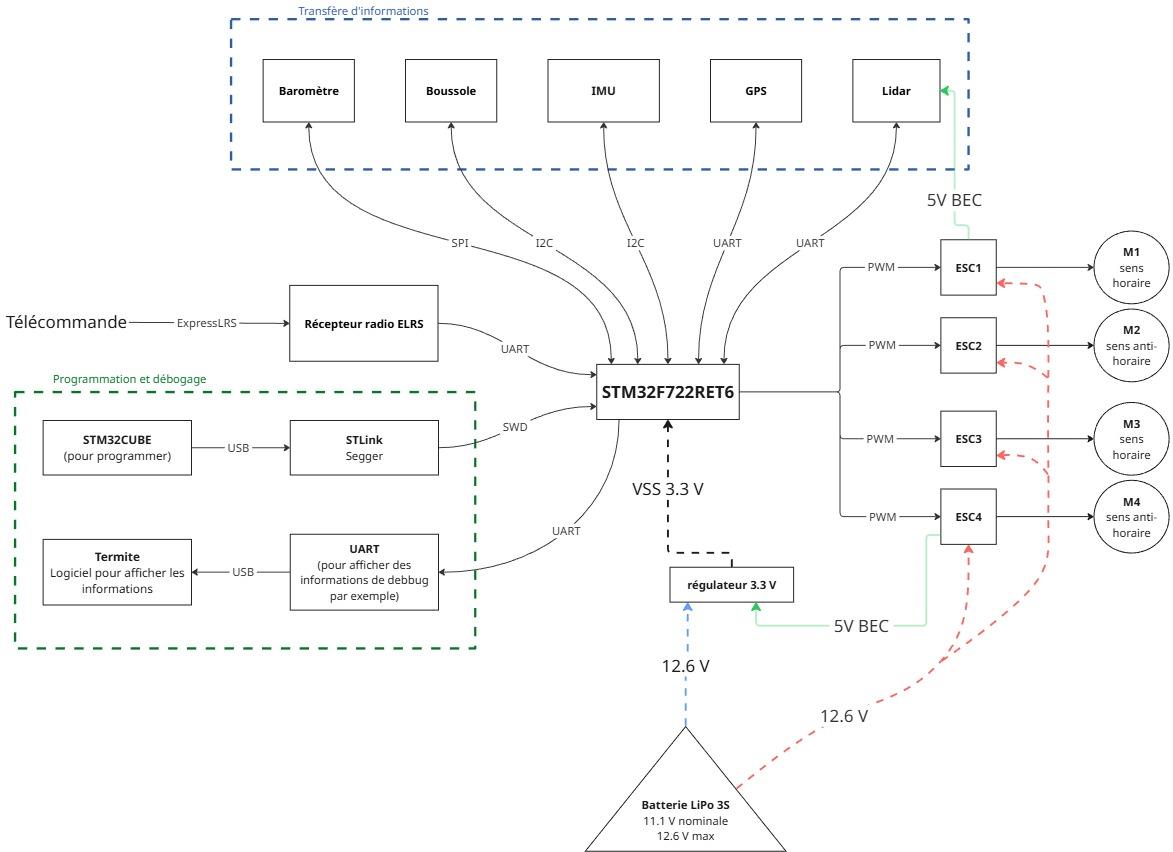 Transfère d'informations
Baromètre
Boussole
IMU
GPS
Lidar
5V BEC
SPI
I2C
I2C
UART
UART
Télécommande
ExpressLRS
Récepteur radio ELRS
UART
STM32F722RET6
PWM
ESC1
M1
sens
horaire
PWM
ESC2
M2
sens anti-
horaire
PWM
ESC3
M3
sens
horaire
PWM
ESC4
M4
sens anti-
horaire
Programmation et débogage
STM32CUBE
(pour programmer)
USB
STLink
Segger
SWD
VSS 3.3 V
Termite
Logiciel pour afficher les
informations
USB
UART
(pour afficher des
informations de debbug
par exemple)
UART
régulateur 3.3 V
5V BEC
12.6 V
12.6 V
Batterie LiPo 3S
11.1 V nominale
12.6 V max